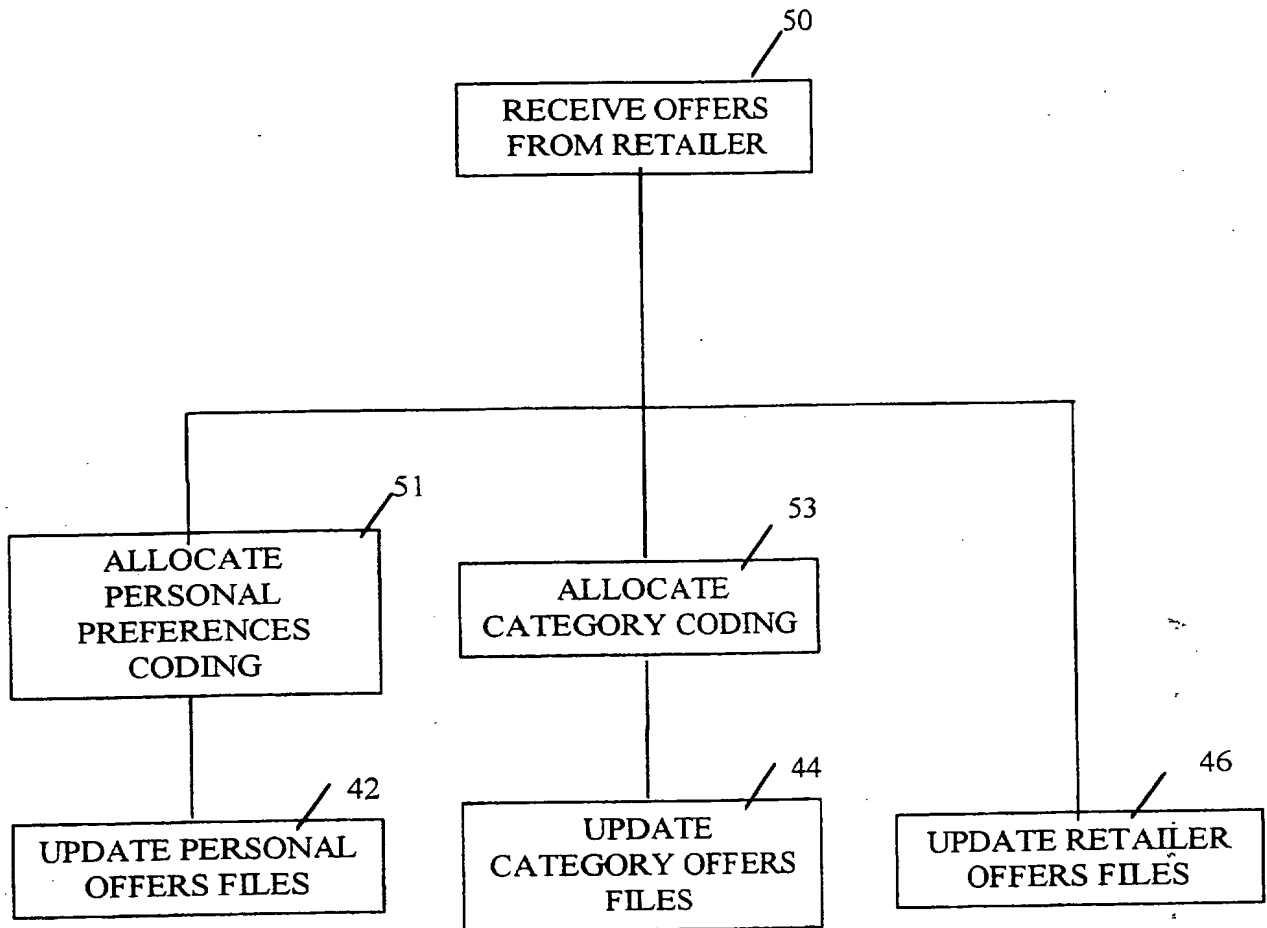 50
RECEIVE OFFERS
FROM RETAILER
51
ALLOCATE
PERSONAL
PREFERENCES
CODING
53
ALLOCATE
CATEGORY CODING
42
UPDATE PERSONAL
OFFERS FILES
44
UPDATE
CATEGORY OFFERS
FILES
46
UPDATE RETAILER
OFFERS FILES